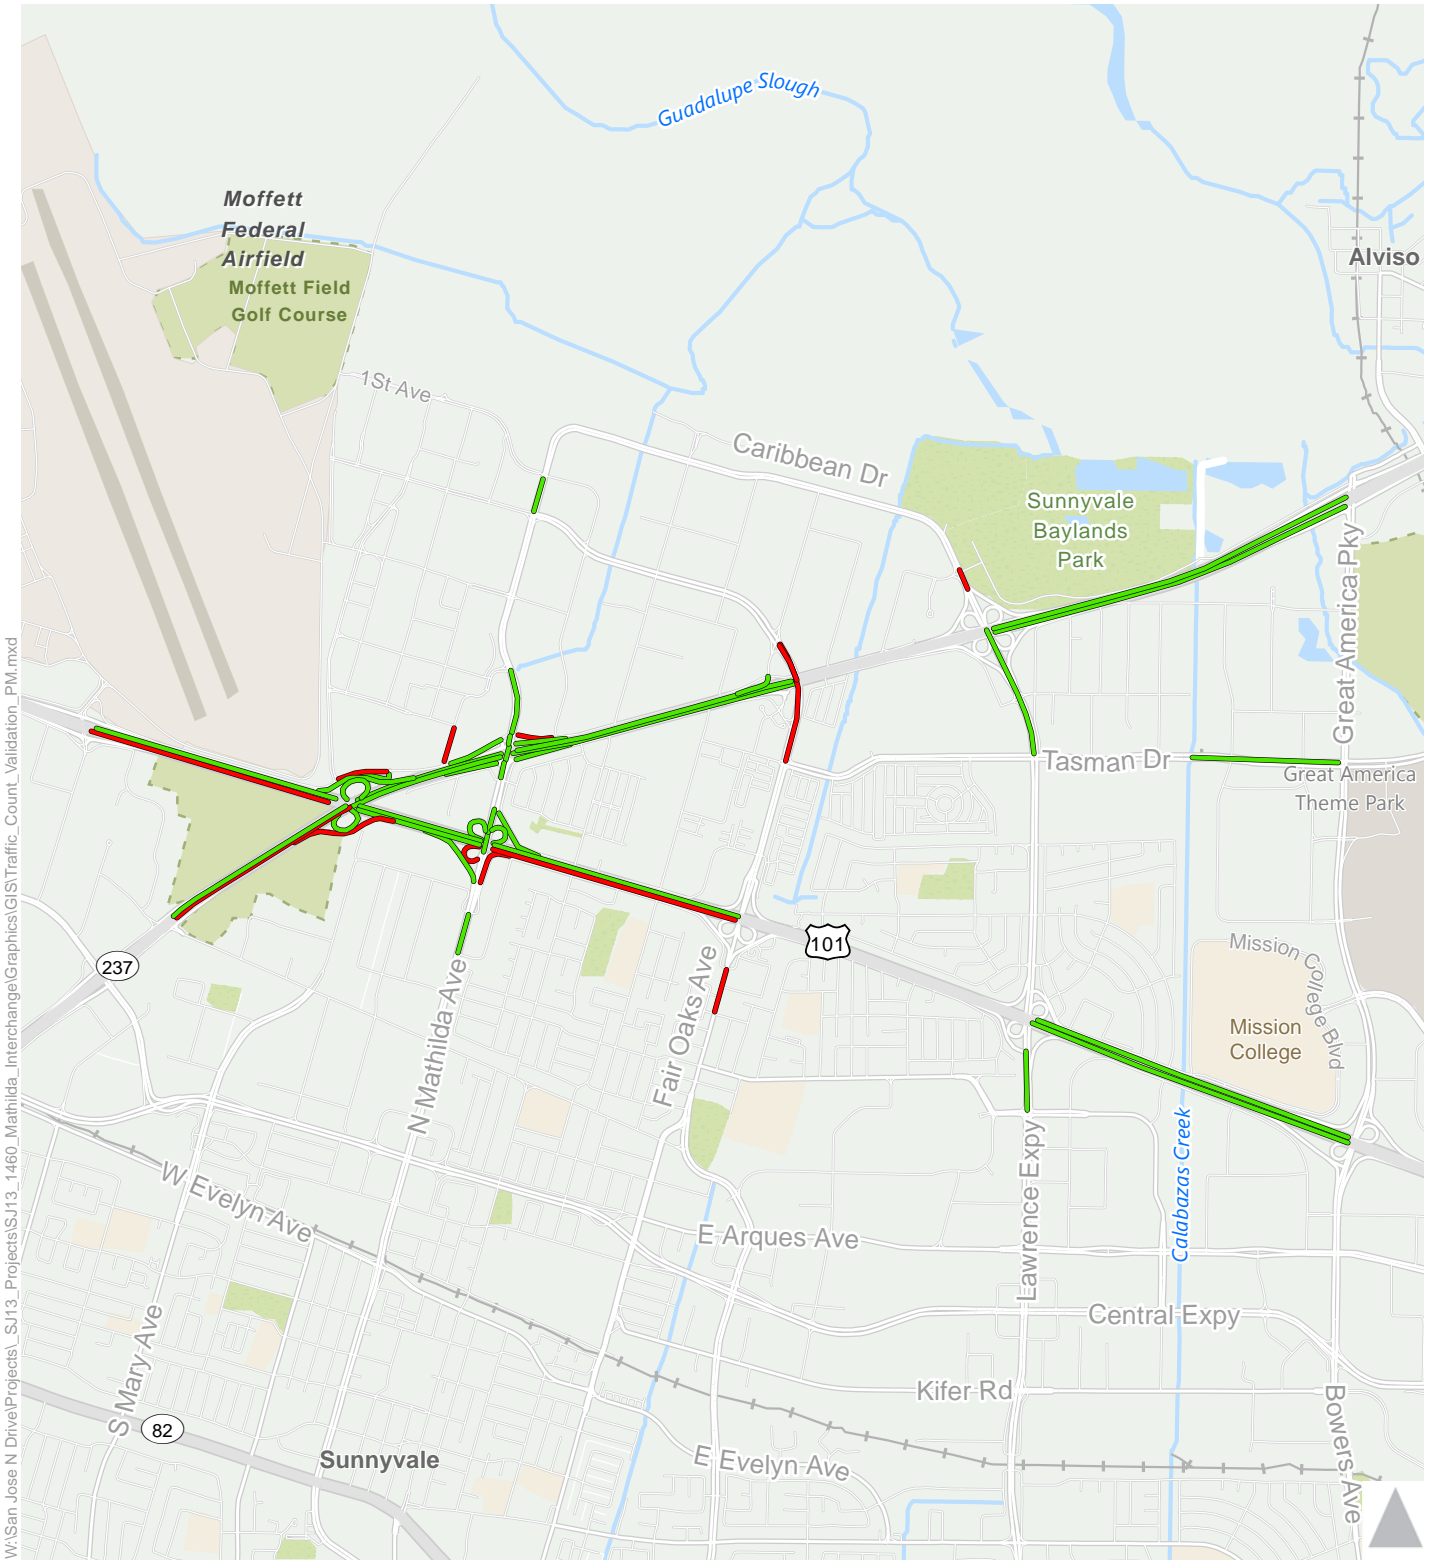 Guadalupe Slough
Moffett
Federal
Airfield
Moffett Field
Golf Course
Alviso
1St Ave
Caribbean Dr
Sunnyvale
Baylands
Park
Great America Pky
Tasman Dr
Great America
Theme Park
101
237
Mission College Blvd
Mission
College
N Mathilda Ave
Fair Oaks Ave
Lawrence Expy
Calabazas Creek
W Evelyn Ave
E Arques Ave
Central Expy
S Mary Ave
Kifer Rd
Bowers Ave
82
Sunnyvale
E Evelyn Ave
W:\San Jose N Drive\Projects\_SJ13_Projects\SJ13_1460_Mathilda_Interchange\Graphics\GIS\Traffic_Count_Validation_PM.mxd